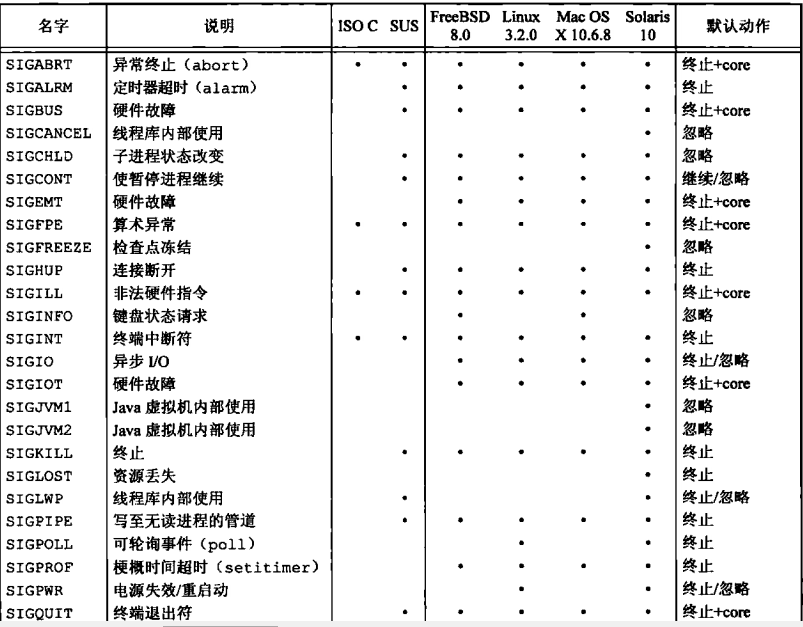 名字 说明 ISO C SUS FreeBSD 8.0 Linux 3.2.0 Mac OS X 10.6.8 Solaris 10 默认动作
SIGABRT 异常终止（abort） • • • • • • 终止+core
SIGALRM 定时器超时（alarm） • • • • • 终止
SIGBUS 硬件故障 • • • • • 终止+core
SIGCANCEL 线程库内部使用 • 忽略
SIGCHLD 子进程状态改变 • • • • • 忽略
SIGCONT 使暂停进程继续 • • • • • 继续/忽略
SIGEMT 硬件故障 • • • • 终止+core
SIGFPE 算术异常 • • • • • • 终止+core
SIGFREEZE 检查点冻结 • 忽略
SIGHUP 连接断开 • • • • • 终止
SIGILL 非法硬件指令 • • • • • • 终止+core
SIGINFO 键盘状态请求 • • 忽略
SIGINT 终端中断符 • • • • • • 终止
SIGIO 异步 I/O • • • • 终止/忽略
SIGIOT 硬件故障 • • • • 终止+core
SIGJVM1 Java 虚拟机内部使用 • 忽略
SIGJVM2 Java 虚拟机内部使用 • 忽略
SIGKILL 终止 • • • • • 终止
SIGLOST 资源丢失 • 终止
SIGLWP 线程库内部使用 • • 终止/忽略
SIGPIPE 写至无读进程的管道 • • • • • 终止
SIGPOLL 可轮询事件（poll） • • 终止
SIGPROF 梗概时间超时（setitimer） • • • • 终止
SIGPWR 电源失效/重启动 • • 终止/忽略
SIGQUIT 终端退出符 • • • • • 终止+core